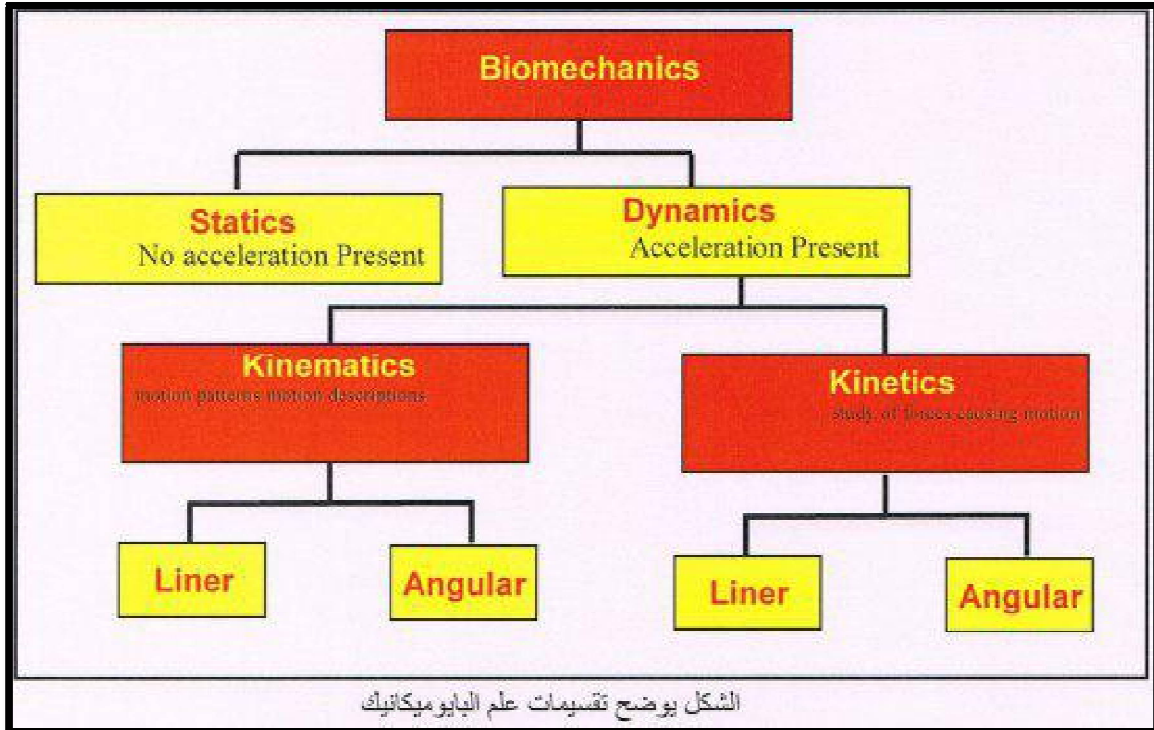 Biomechanics
Statics
No acceleration Present
Dynamics
Acceleration Present
Kinematics
motion patterns motion descriptions
Kinetics
study of forces causing motion
Liner
Angular
Liner
Angular
الشكل يوضح تقسيمات علم البايوميكانيك